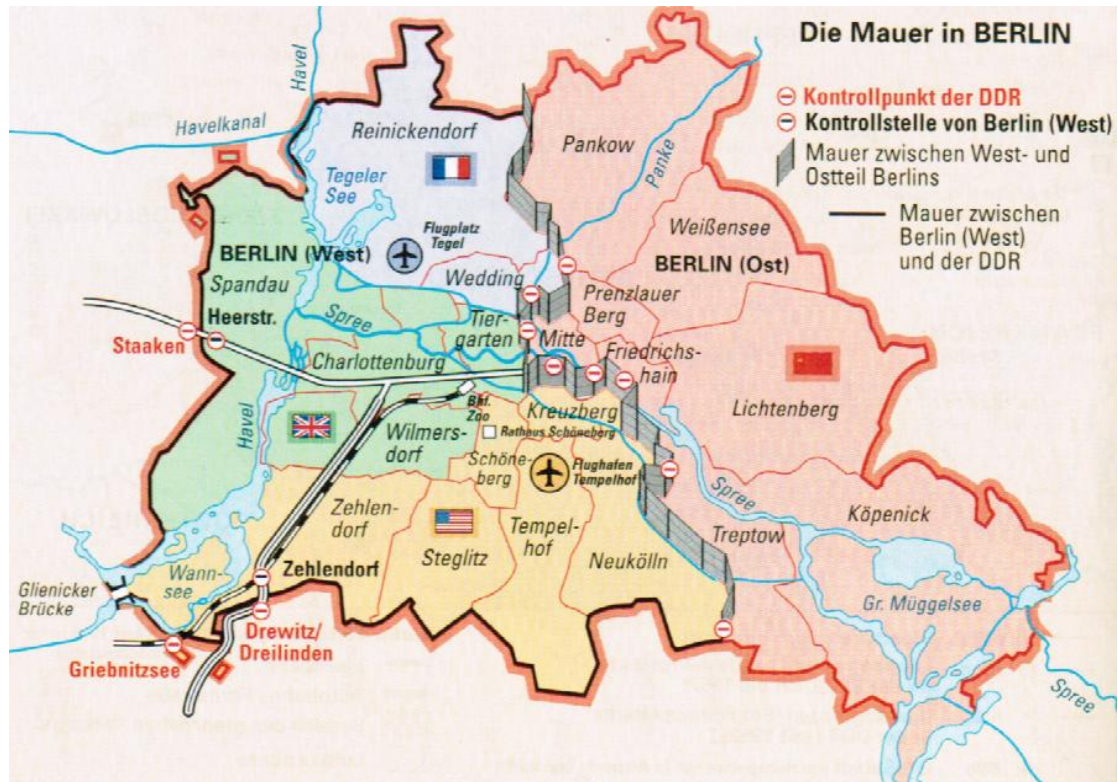 Die Mauer in BERLIN
Kontrollpunkt der DDR
Kontrollstelle von Berlin (West)
Mauer zwischen West- und
Ostteil Berlins
Mauer zwischen
Berlin (West)
und der DDR
Havel
Havelkanal
Reinickendorf
Pankow
Panke
Tegeler
See
Flugplatz
Tegel
Weißensee
BERLIN (West)
BERLIN (Ost)
Spandau
Wedding
Prenzlauer
Berg
Heerstr.
Spree
Tier-
garten
Mitte
Staaken
Charlottenburg
Friedrichs-
hain
Lichtenberg
Bhf.
Zoo
Kreuzberg
Havel
Wilmers-
dorf
Rathaus Schöneberg
Schöne-
berg
Flughafen
Tempelhof
Spree
Zehlen-
dorf
Steglitz
Tempel-
hof
Neukölln
Treptow
Köpenick
Glienicker
Brücke
Wann-
see
Zehlendorf
Gr. Müggelsee
Drewitz/
Dreilinden
Griebnitzsee
Spree